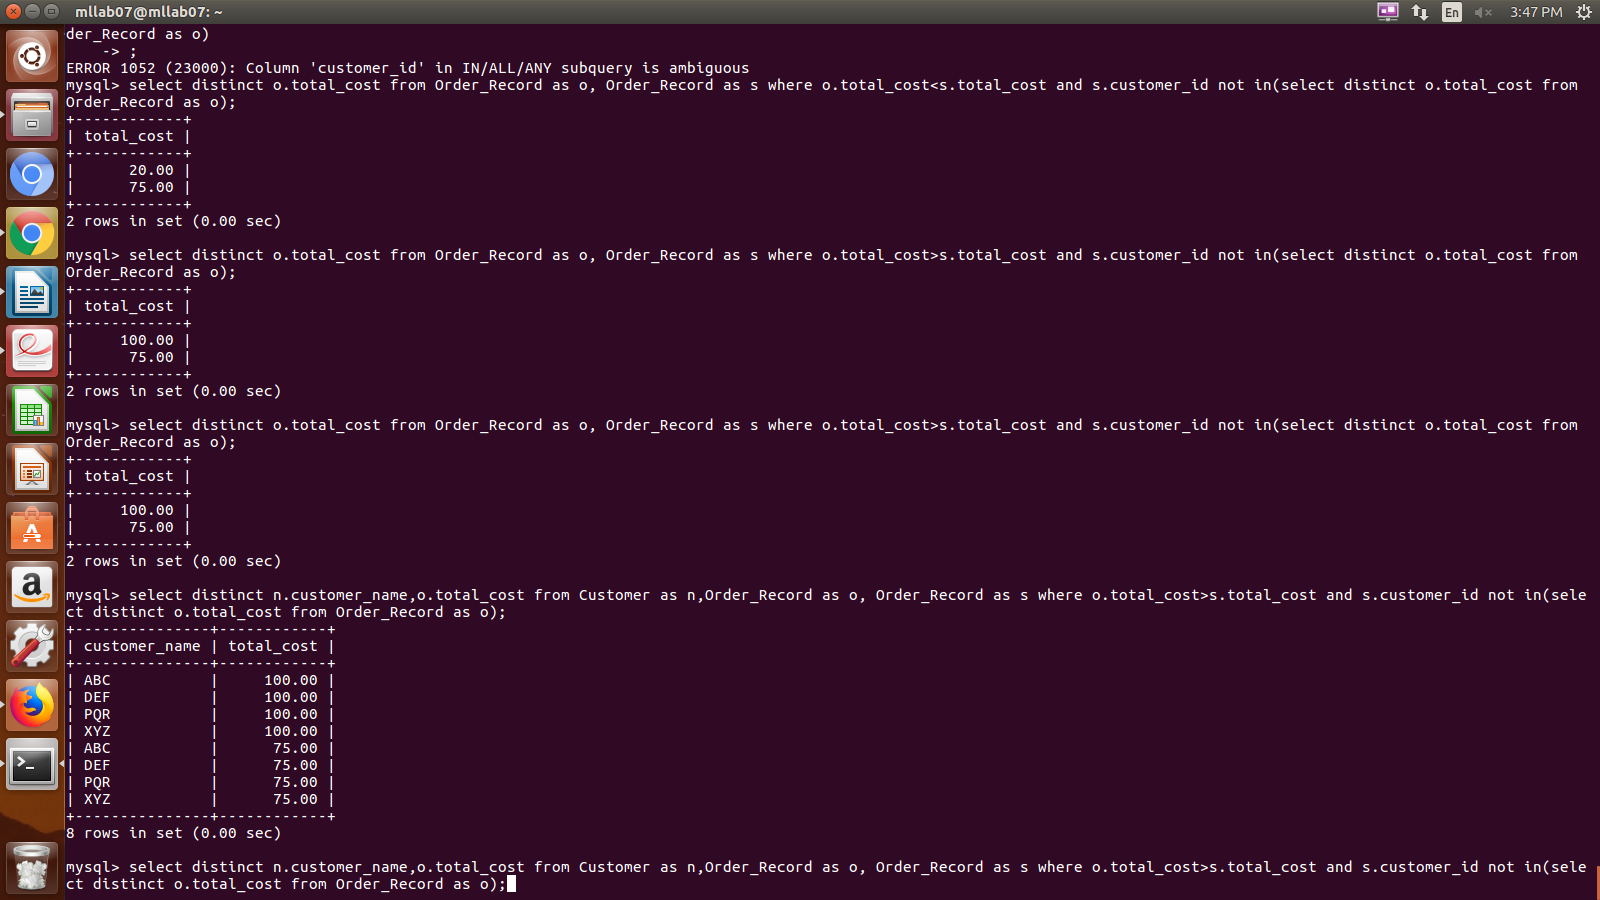 mllab07@mllab07: ~
En
3:47 PM
der_Record as o)
    -> ;
ERROR 1052 (23000): Column 'customer_id' in IN/ALL/ANY subquery is ambiguous
mysql> select distinct o.total_cost from Order_Record as o, Order_Record as s where o.total_cost<s.total_cost and s.customer_id not in(select distinct o.total_cost from
Order_Record as o);
+------------+
| total_cost |
+------------+
|      20.00 |
|      75.00 |
+------------+
2 rows in set (0.00 sec)
mysql> select distinct o.total_cost from Order_Record as o, Order_Record as s where o.total_cost>s.total_cost and s.customer_id not in(select distinct o.total_cost from
Order_Record as o);
+------------+
| total_cost |
+------------+
|     100.00 |
|      75.00 |
+------------+
2 rows in set (0.00 sec)
mysql> select distinct o.total_cost from Order_Record as o, Order_Record as s where o.total_cost>s.total_cost and s.customer_id not in(select distinct o.total_cost from
Order_Record as o);
+------------+
| total_cost |
+------------+
|     100.00 |
|      75.00 |
+------------+
2 rows in set (0.00 sec)
mysql> select distinct n.customer_name,o.total_cost from Customer as n,Order_Record as o, Order_Record as s where o.total_cost>s.total_cost and s.customer_id not in(sele
ct distinct o.total_cost from Order_Record as o);
+---------------+------------+
| customer_name | total_cost |
+---------------+------------+
| ABC           |     100.00 |
| DEF           |     100.00 |
| PQR           |     100.00 |
| XYZ           |     100.00 |
| ABC           |      75.00 |
| DEF           |      75.00 |
| PQR           |      75.00 |
| XYZ           |      75.00 |
+---------------+------------+
8 rows in set (0.00 sec)
mysql> select distinct n.customer_name,o.total_cost from Customer as n,Order_Record as o, Order_Record as s where o.total_cost>s.total_cost and s.customer_id not in(sele
ct distinct o.total_cost from Order_Record as o);